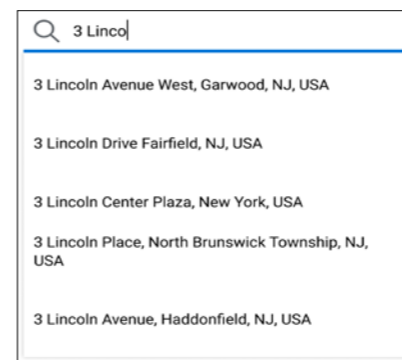 3 Linco
3 Lincoln Avenue West, Garwood, NJ, USA
3 Lincoln Drive Fairfield, NJ, USA
3 Lincoln Center Plaza, New York, USA
3 Lincoln Place, North Brunswick Township, NJ,
USA
3 Lincoln Avenue, Haddonfield, NJ, USA